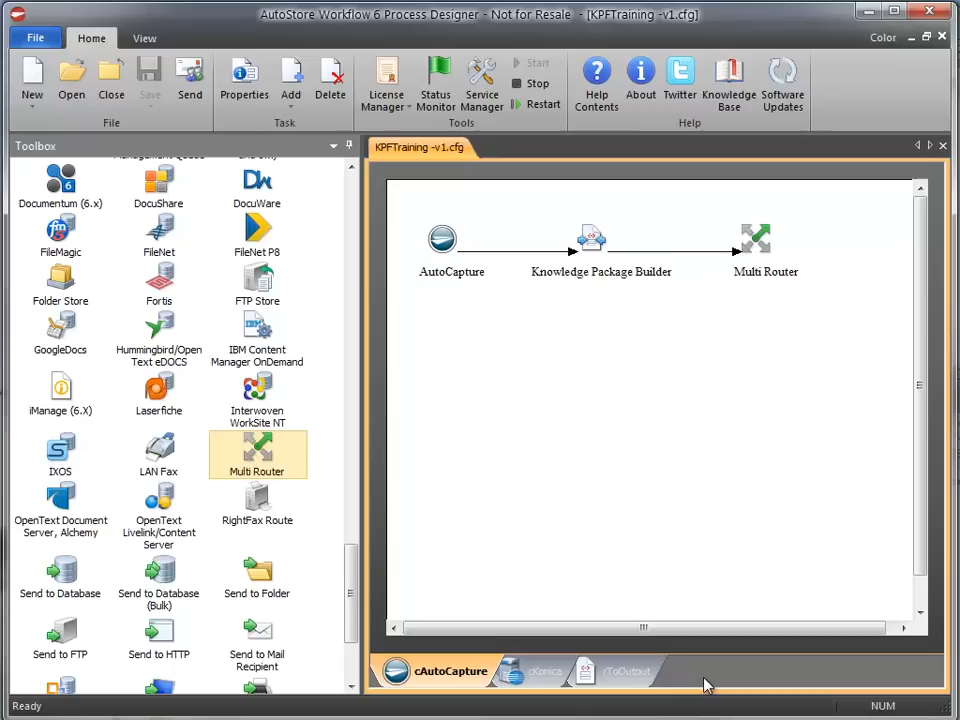 AutoStore Workflow 6 Process Designer - Not for Resale - [KPFTraining -v1.cfg]
File
Home
View
Color
New
Open
Close
Save
Send
File
Properties
Add
Delete
Task
License
Manager
Status
Monitor
Service
Manager
Start
Stop
Restart
Tools
Help
Contents
About
Twitter
Knowledge
Base
Software
Updates
Help
Toolbox
KPFTraining -v1.cfg
Documentum (6.x)
DocuShare
DocuWare
FileMagic
FileNet
FileNet P8
Folder Store
Fortis
FTP Store
GoogleDocs
Hummingbird/Open
Text eDOCS
IBM Content
Manager OnDemand
iManage (6.X)
Laserfiche
Interwoven
WorkSite NT
IXOS
LAN Fax
Multi Router
OpenText Document
Server, Alchemy
OpenText
Livelink/Content
Server
RightFax Route
Send to Database
Send to Database
(Bulk)
Send to Folder
Send to FTP
Send to HTTP
Send to Mail
Recipient
AutoCapture
Knowledge Package Builder
Multi Router
cAutoCapture
cKonica
rToOutput
Ready
NUM